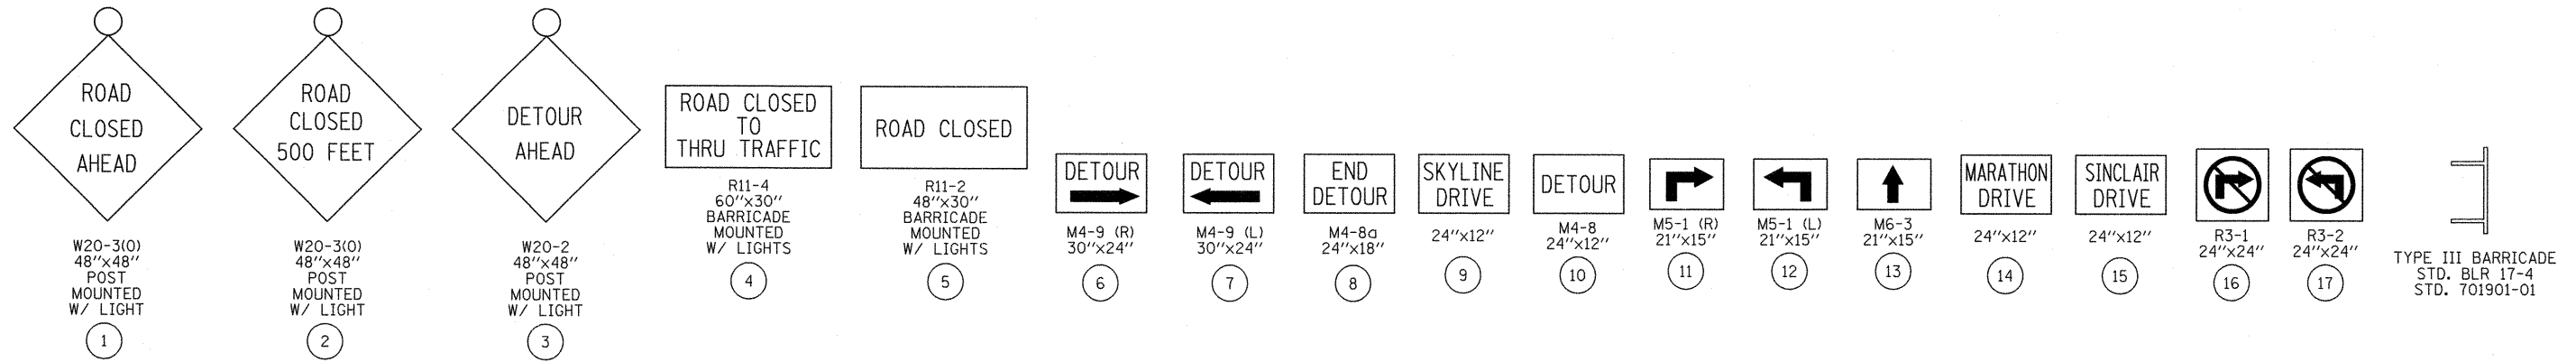 ROAD
CLOSED
AHEAD
W20-3(O)
48"x48"
POST
MOUNTED
W/ LIGHT
1
ROAD
CLOSED
500 FEET
W20-3(O)
48"x48"
POST
MOUNTED
W/ LIGHT
2
DETOUR
AHEAD
W20-2
48"x48"
POST
MOUNTED
W/ LIGHT
3
ROAD CLOSED
TO
THRU TRAFFIC
R11-4
60"x30"
BARRICADE
MOUNTED
W/ LIGHTS
4
ROAD CLOSED
R11-2
48"x30"
BARRICADE
MOUNTED
W/ LIGHTS
5
DETOUR
M4-9 (R)
30"x24"
6
DETOUR
M4-9 (L)
30"x24"
7
END
DETOUR
M4-8a
24"x18"
8
SKYLINE
DRIVE
24"x12"
9
DETOUR
M4-8
24"x12"
10
M5-1 (R)
21"x15"
11
M5-1 (L)
21"x15"
12
M6-3
21"x15"
13
MARATHON
DRIVE
24"x12"
14
SINCLAIR
DRIVE
24"x12"
15
R3-1
24"x24"
16
R3-2
24"x24"
17
TYPE III BARRICADE
STD. BLR 17-4
STD. 701901-01